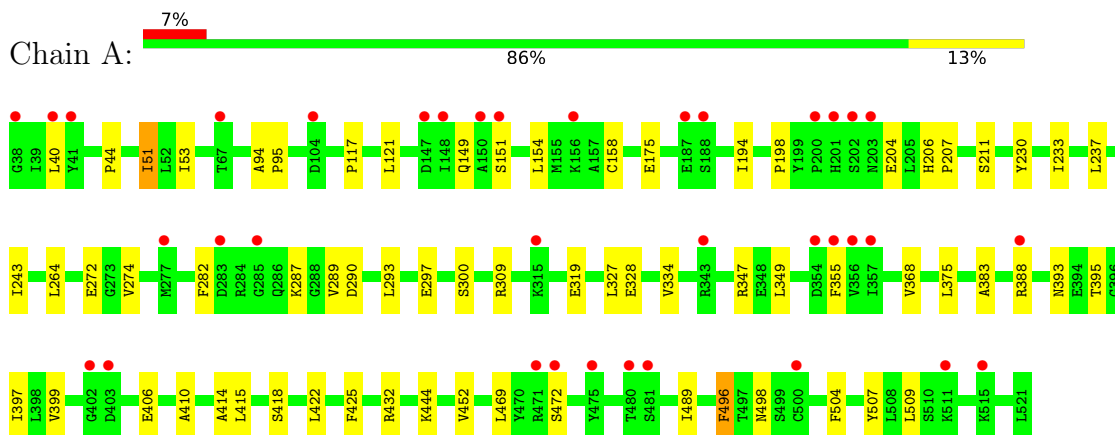 7%
Chain A:
86% 13%
G38 I39 L40 Y41 P44 I51 L52 I53 T67 A94 P95 D104 P117 L121 D147 I148 Q149 A150 S151 L154 M155 K156 A157 C158 E175 E187 S188 I194 P198 Y199 P200 H201 S202 N203 E204 L205 H206 P207 S211 Y230 I233 L237
I243 L264 E272 G273 V274 M277 F282 D283 R284 G285 Q286 K287 G288 V289 D290 L293 E297 S300 R309 K315 E319 L327 E328 V334 R343 R347 E348 L349 D354 F355 V356 I357 V368 L375 A383 R388 N393 E394 T395 G396
I397 L398 V399 G402 D403 E406 A410 A414 L415 S418 L422 F425 R432 K444 V452 L469 Y470 R471 S472 Y475 T480 S481 I489 F496 T497 N498 S499 C500 F504 Y507 L508 L509 S510 K511 K515 L521